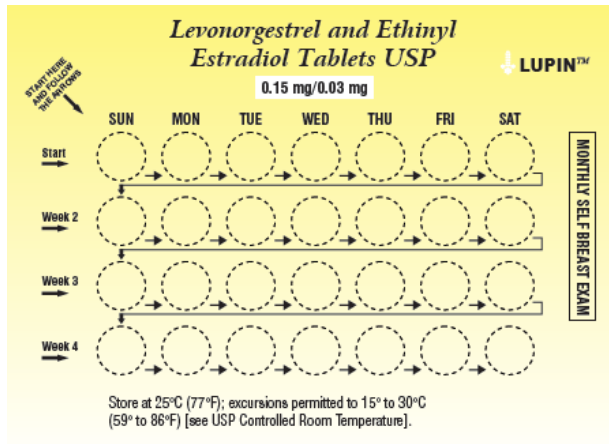 Levonorgestrel and Ethinyl
Estradiol Tablets USP
LUPIN™
0.15 mg/0.03 mg
START HERE
AND FOLLOW
THE ARROWS
SUN MON TUE WED THU FRI SAT
Start
Week 2
Week 3
Week 4
MONTHLY SELF BREAST EXAM
Store at 25°C (77°F); excursions permitted to 15° to 30°C
(59° to 86°F) [see USP Controlled Room Temperature].